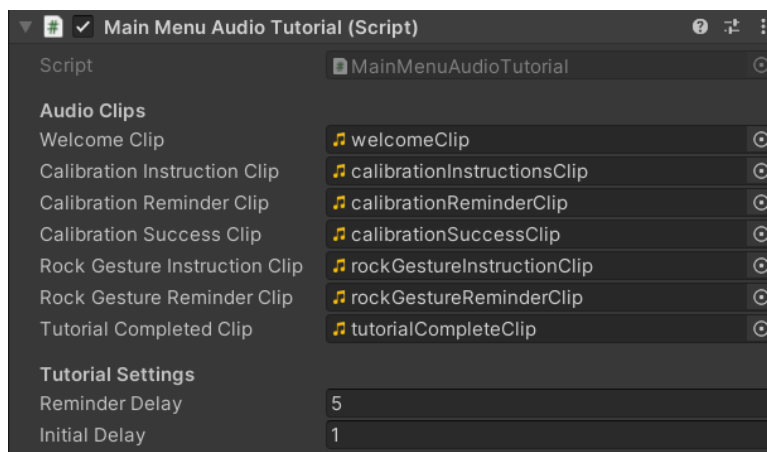 Main Menu Audio Tutorial (Script)
Script MainMenuAudioTutorial
Audio Clips
Welcome Clip welcomeClip
Calibration Instruction Clip calibrationInstructionsClip
Calibration Reminder Clip calibrationReminderClip
Calibration Success Clip calibrationSuccessClip
Rock Gesture Instruction Clip rockGestureInstructionClip
Rock Gesture Reminder Clip rockGestureReminderClip
Tutorial Completed Clip tutorialCompleteClip
Tutorial Settings
Reminder Delay 5
Initial Delay 1